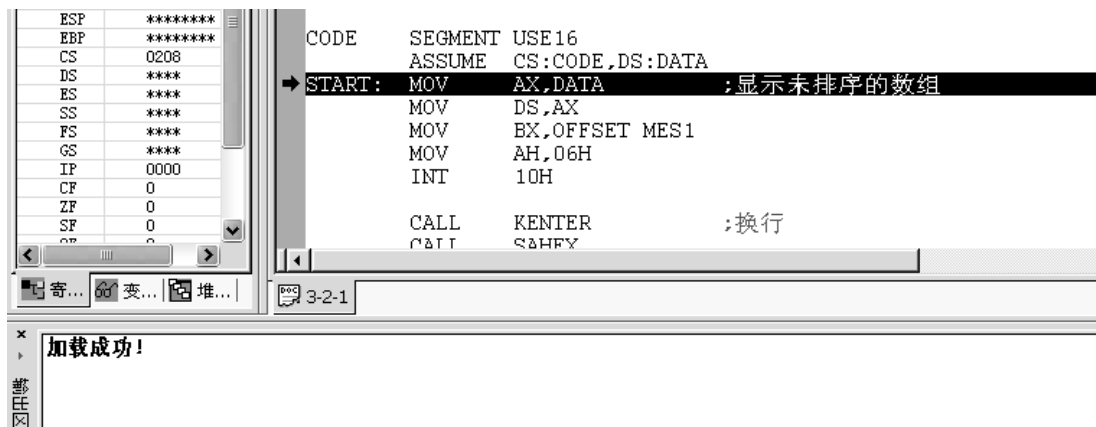 ESP ********
EBP ********
CS 0208
DS ****
ES ****
SS ****
FS ****
GS ****
IP 0000
CF 0
ZF 0
SF 0
CODE SEGMENT USE16
ASSUME CS:CODE,DS:DATA
START: MOV AX,DATA ;显示未排序的数组
MOV DS,AX
MOV BX,OFFSET MES1
MOV AH,06H
INT 10H
CALL KENTER ;换行
CALL SAHEX
寄... 变... 堆...
3-2-1
加载成功!